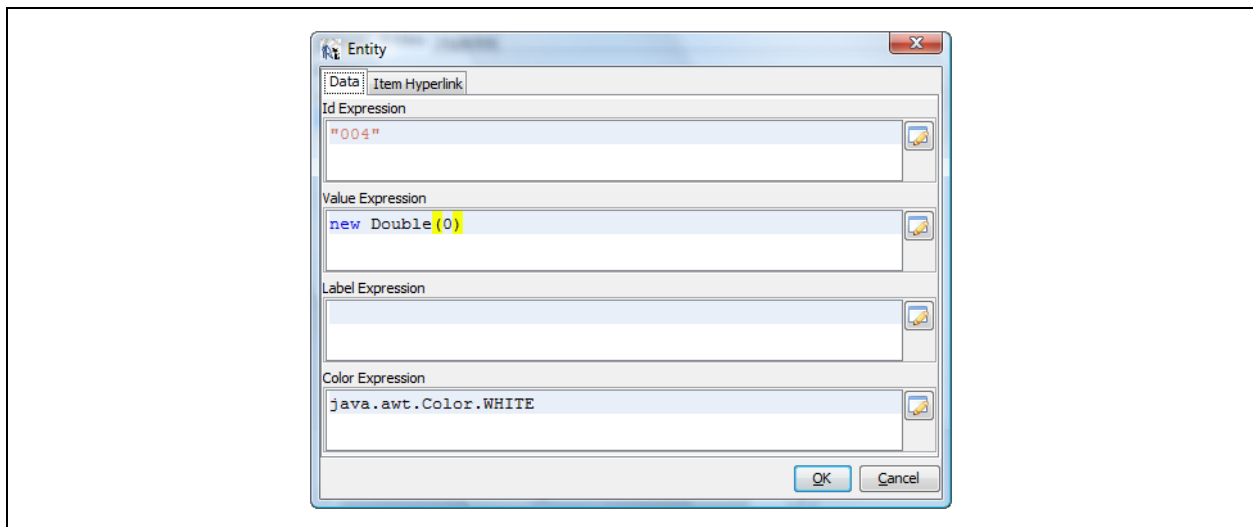 Entity
Data Item Hyperlink
Id Expression
"004"
Value Expression
new Double(0)
Label Expression
Color Expression
java.awt.Color.WHITE
OK Cancel